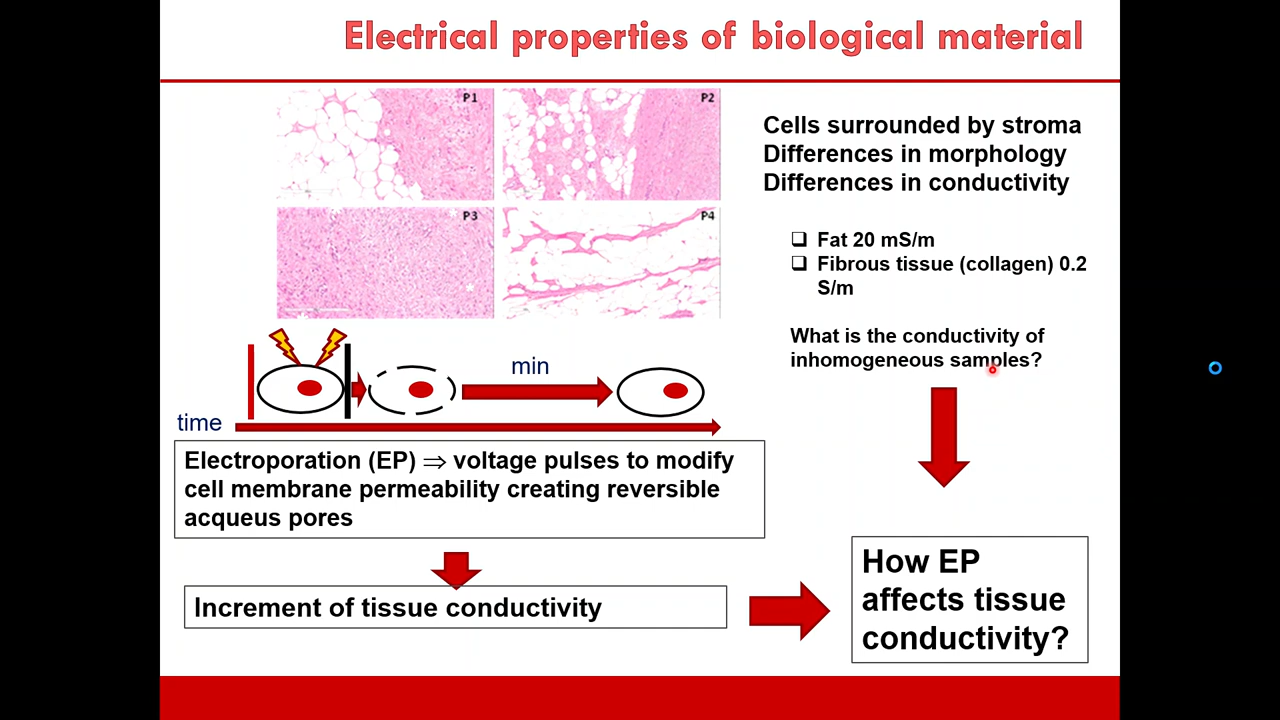 Electrical properties of biological material
P1
P2
P3
P4
Cells surrounded by stroma
Differences in morphology
Differences in conductivity
Fat 20 mS/m
Fibrous tissue (collagen) 0.2
S/m
What is the conductivity of
inhomogeneous samples?
min
time
Electroporation (EP) ⇒ voltage pulses to modify
cell membrane permeability creating reversible
acqueus pores
Increment of tissue conductivity
How EP
affects tissue
conductivity?